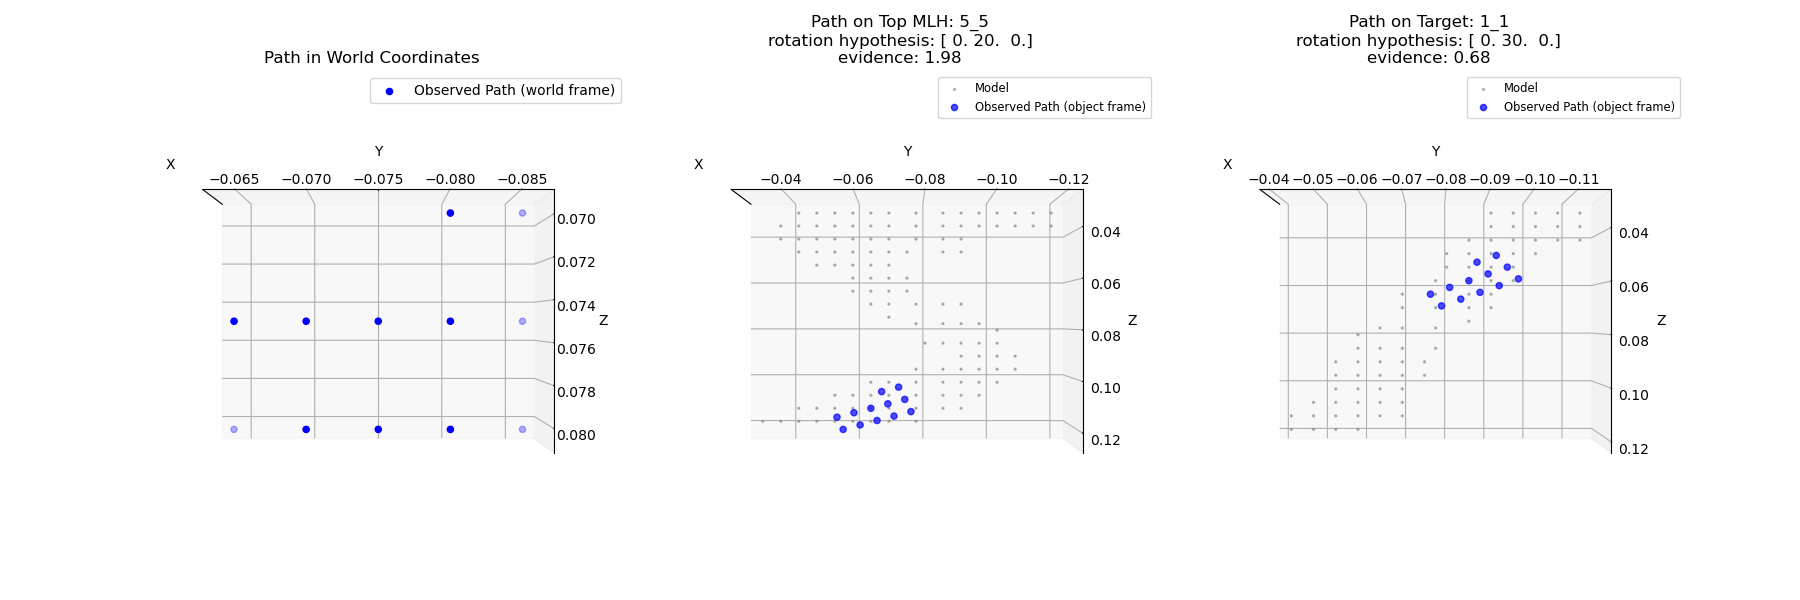 Path in World Coordinates
Observed Path (world frame)
X
Y
−0.065 −0.070 −0.075 −0.080 −0.085
0.070
0.072
0.074
Z
0.076
0.078
0.080
Path on Top MLH: 5_5
rotation hypothesis: [ 0. 20.  0.]
evidence: 1.98
Model
Observed Path (object frame)
X
Y
−0.04 −0.06 −0.08 −0.10 −0.12
0.04
0.06
0.08
Z
0.10
0.12
Path on Target: 1_1
rotation hypothesis: [ 0. 30.  0.]
evidence: 0.68
Model
Observed Path (object frame)
X
Y
−0.04 −0.05 −0.06 −0.07 −0.08 −0.09 −0.10 −0.11
0.04
0.06
0.08
Z
0.10
0.12